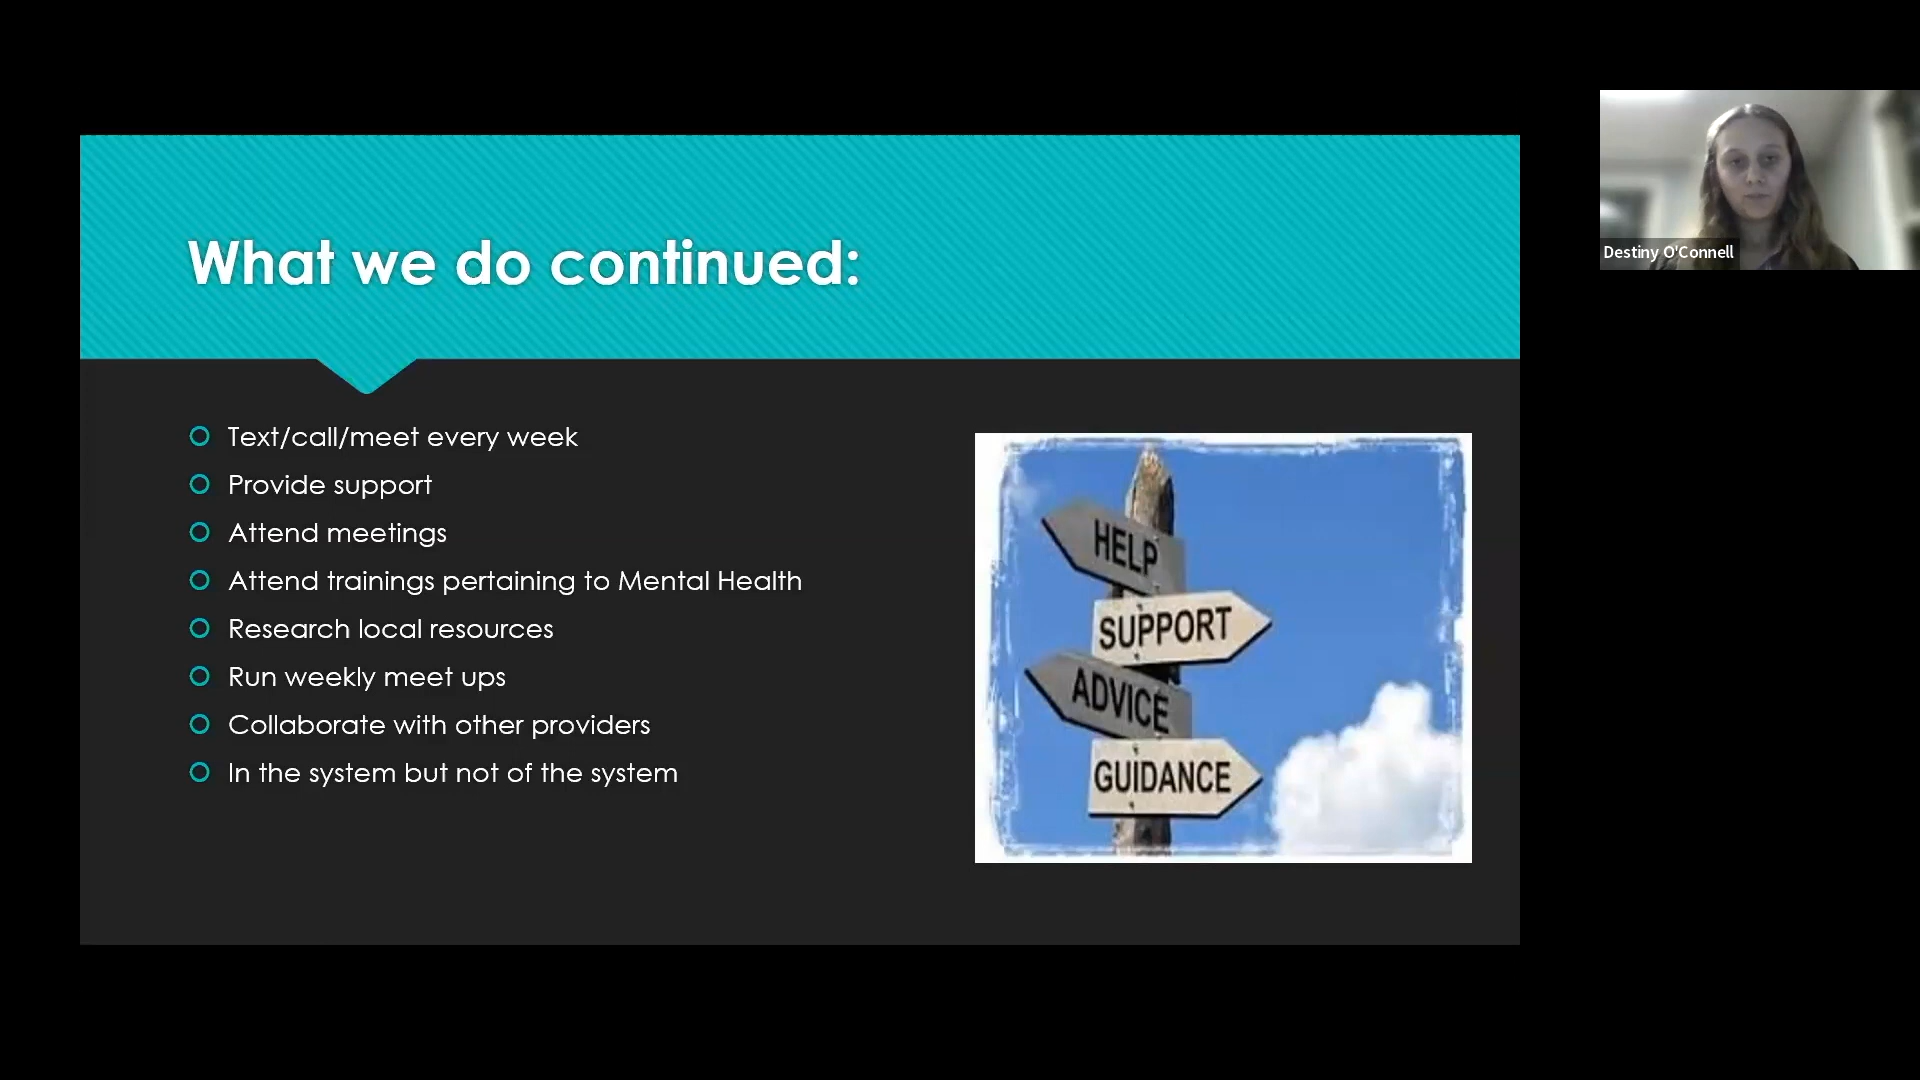 What we do continued:
Text/call/meet every week
Provide support
Attend meetings
Attend trainings pertaining to Mental Health
Research local resources
Run weekly meet ups
Collaborate with other providers
In the system but not of the system
HELP
SUPPORT
ADVICE
GUIDANCE
Destiny O'Connell